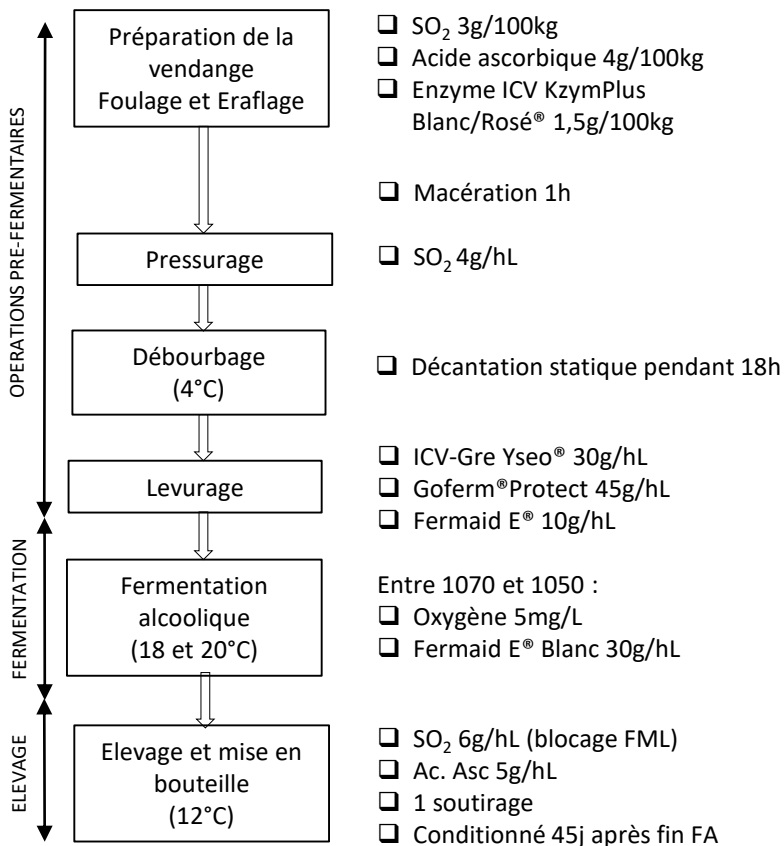 OPERATIONS PRE-FERMENTAIRES
Préparation de la
vendange
Foulage et Eraflage
❑ SO₂ 3g/100kg
❑ Acide ascorbique 4g/100kg
❑ Enzyme ICV KzymPlus
Blanc/Rosé® 1,5g/100kg
❑ Macération 1h
Pressurage
❑ SO₂ 4g/hL
Débourbage
(4°C)
❑ Décantation statique pendant 18h
Levurage
❑ ICV-Gre Yseo® 30g/hL
❑ Goferm®Protect 45g/hL
❑ Fermaid E® 10g/hL
FERMENTATION
Fermentation
alcoolique
(18 et 20°C)
Entre 1070 et 1050 :
❑ Oxygène 5mg/L
❑ Fermaid E® Blanc 30g/hL
ELEVAGE
Elevage et mise en
bouteille
(12°C)
❑ SO₂ 6g/hL (blocage FML)
❑ Ac. Asc 5g/hL
❑ 1 soutirage
❑ Conditionné 45j après fin FA